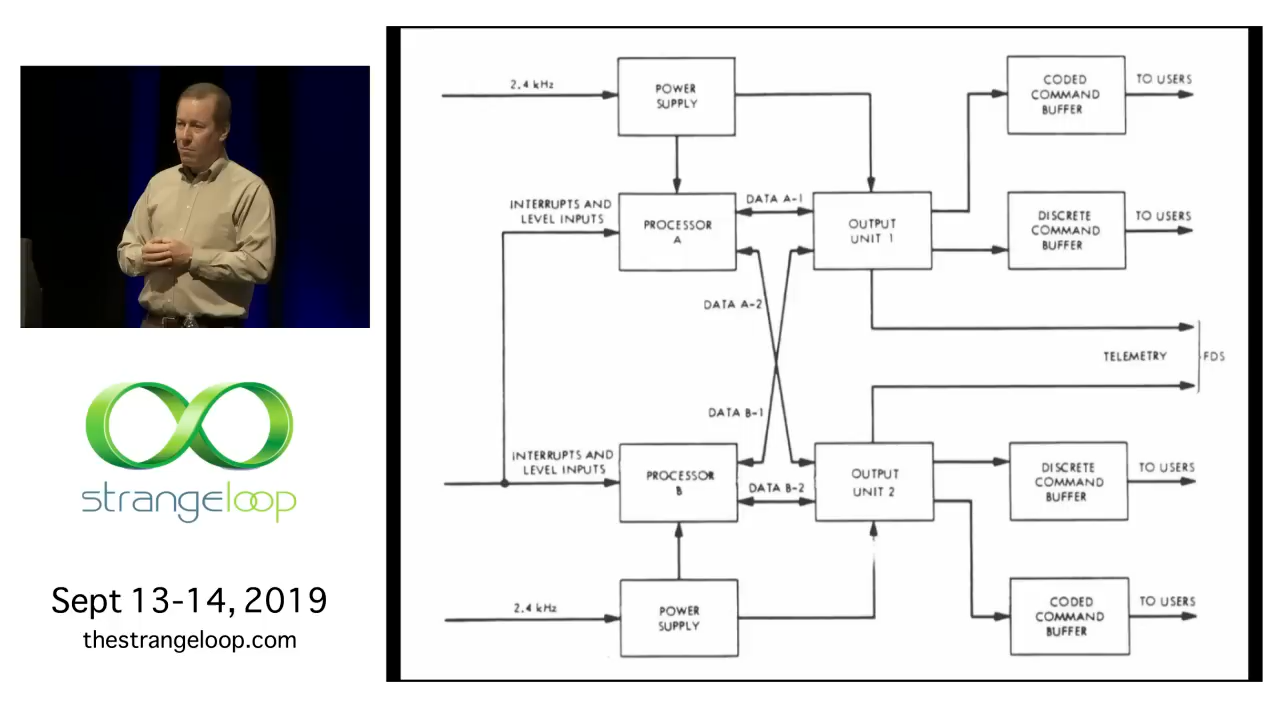 strangeloop
Sept 13-14, 2019
thestrangeloop.com
2.4 kHz
POWER
SUPPLY
CODED
COMMAND
BUFFER
TO USERS
INTERRUPTS AND
LEVEL INPUTS
PROCESSOR
A
DATA A-1
OUTPUT
UNIT 1
DISCRETE
COMMAND
BUFFER
TO USERS
DATA A-2
TELEMETRY
FDS
DATA B-1
INTERRUPTS AND
LEVEL INPUTS
PROCESSOR
B
DATA B-2
OUTPUT
UNIT 2
DISCRETE
COMMAND
BUFFER
TO USERS
2.4 kHz
POWER
SUPPLY
CODED
COMMAND
BUFFER
TO USERS